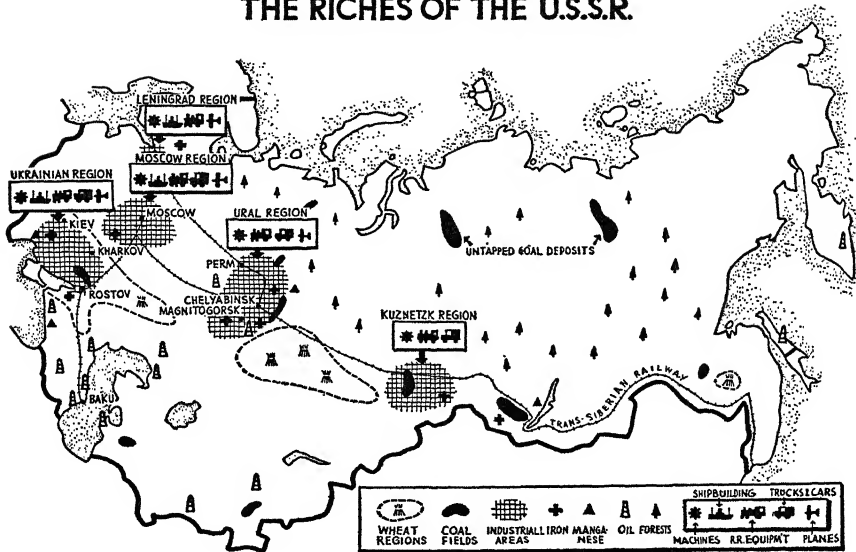 THE RICHES OF THE U.S.S.R.
LENINGRAD REGION
MOSCOW REGION
UKRAINIAN REGION
MOSCOW
KIEV
URAL REGION
KHARKOV
UNTAPPED COAL DEPOSITS
PERM
ROSTOV
CHELYABINSK
MAGNITOGORSK
KUZNETZK REGION
TRANS-SIBERIAN RAILWAY
BAKU
SHIPBUILDING TRUCKS&CARS
WHEAT REGIONS
COAL FIELDS
INDUSTRIAL AREAS
IRON
MANGA-
NESE
OIL
FORESTS
MACHINES R.R.EQUIPM'T PLANES